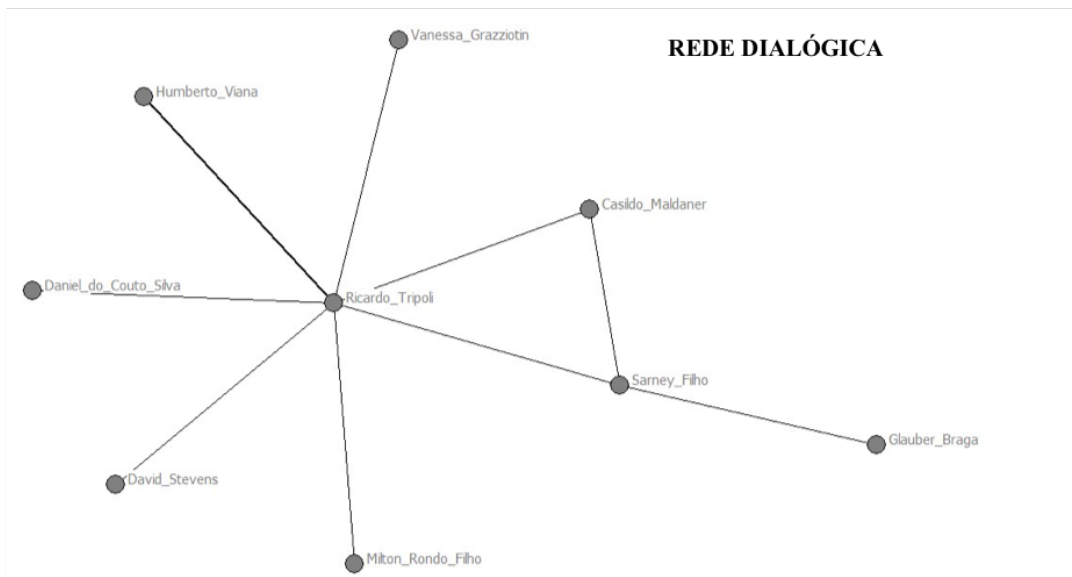 Vanessa_Grazziotin
REDE DIALÓGICA
Humberto_Viana
Casildo_Maldaner
Daniel_do_Couto_Silva
Ricardo_Tripoli
Sarney_Filho
Glauber_Braga
David_Stevens
Milton_Rondo_Filho